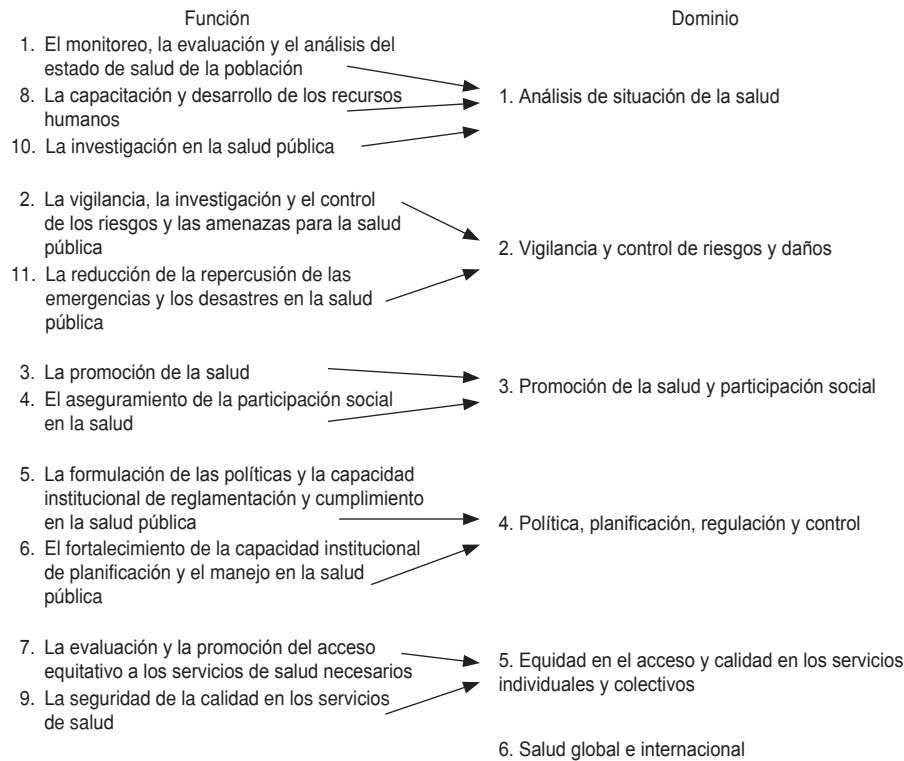 Función
Dominio
1. El monitoreo, la evaluación y el análisis del
estado de salud de la población
8. La capacitación y desarrollo de los recursos
humanos
10. La investigación en la salud pública
1. Análisis de situación de la salud
2. La vigilancia, la investigación y el control
de los riesgos y las amenazas para la salud
pública
11. La reducción de la repercusión de las
emergencias y los desastres en la salud
pública
2. Vigilancia y control de riesgos y daños
3. La promoción de la salud
4. El aseguramiento de la participación social
en la salud
3. Promoción de la salud y participación social
5. La formulación de las políticas y la capacidad
institucional de reglamentación y cumplimiento
en la salud pública
6. El fortalecimiento de la capacidad institucional
de planificación y el manejo en la salud
pública
4. Política, planificación, regulación y control
7. La evaluación y la promoción del acceso
equitativo a los servicios de salud necesarios
9. La seguridad de la calidad en los servicios
de salud
5. Equidad en el acceso y calidad en los servicios
individuales y colectivos
6. Salud global e internacional